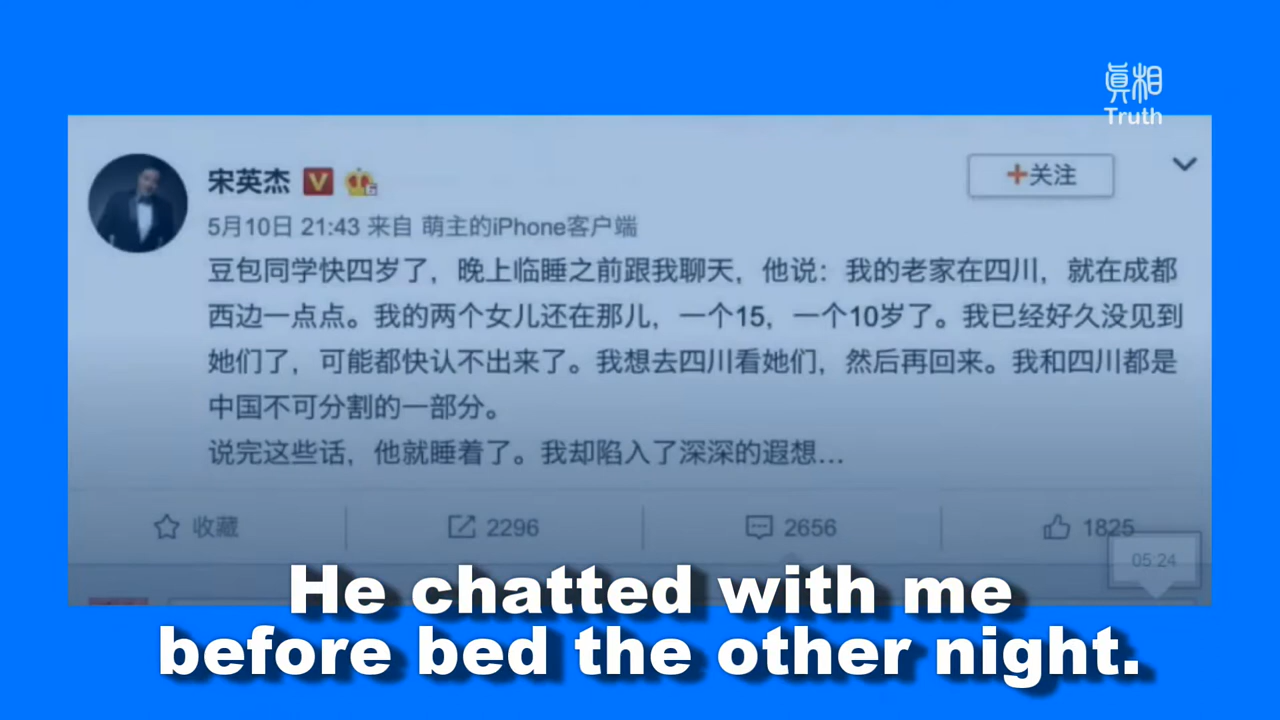 真相
Truth
宋英杰
+关注
5月10日 21:43 来自 萌主的iPhone客户端
豆包同学快四岁了，晚上临睡之前跟我聊天，他说：我的老家在四川，就在成都
西边一点点。我的两个女儿还在那儿，一个15，一个10岁了。我已经好久没见到
她们了，可能都快认不出来了。我想去四川看她们，然后再回来。我和四川都是
中国不可分割的一部分。
说完这些话，他就睡着了。我却陷入了深深的遐想…
收藏
2296
2656
1825
05:24
He chatted with me
before bed the other night.